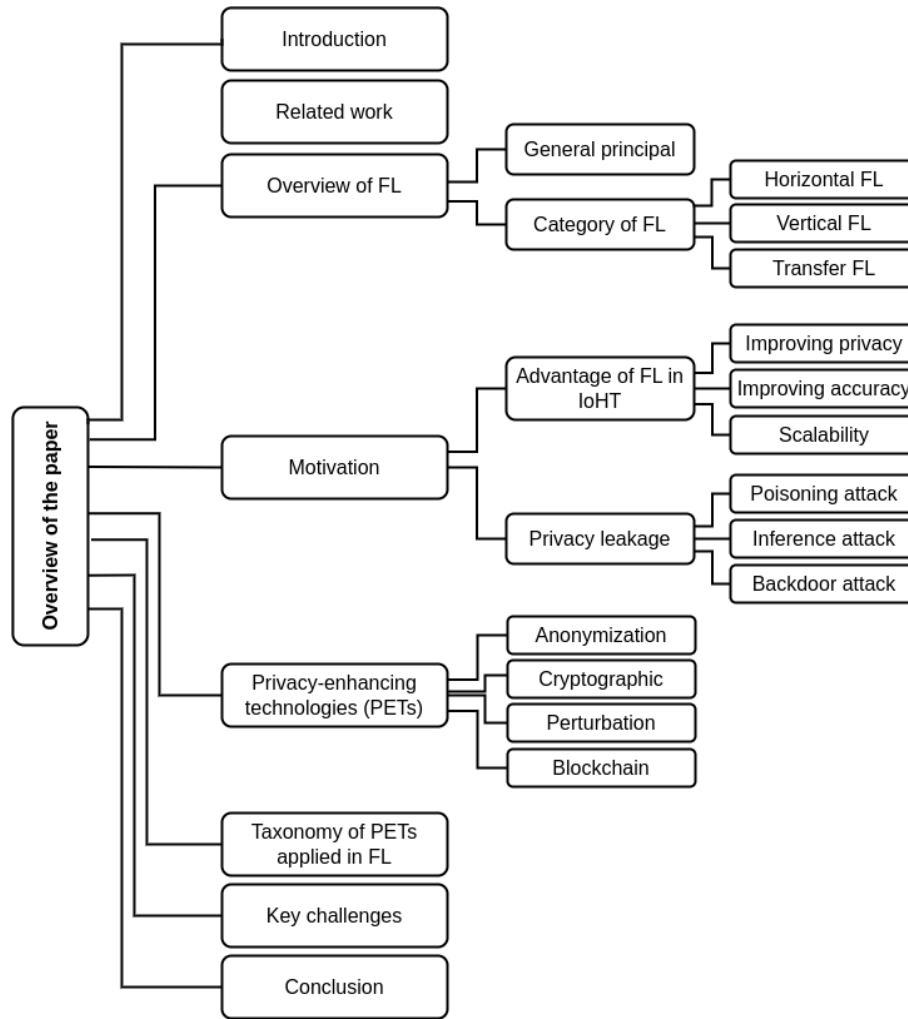 Introduction
Related work
Overview of FL
General principal
Category of FL
Horizontal FL
Vertical FL
Transfer FL
Overview of the paper
Motivation
Advantage of FL in
IoHT
Improving privacy
Improving accuracy
Scalability
Privacy leakage
Poisoning attack
Inference attack
Backdoor attack
Privacy-enhancing
technologies (PETs)
Anonymization
Cryptographic
Perturbation
Blockchain
Taxonomy of PETs
applied in FL
Key challenges
Conclusion